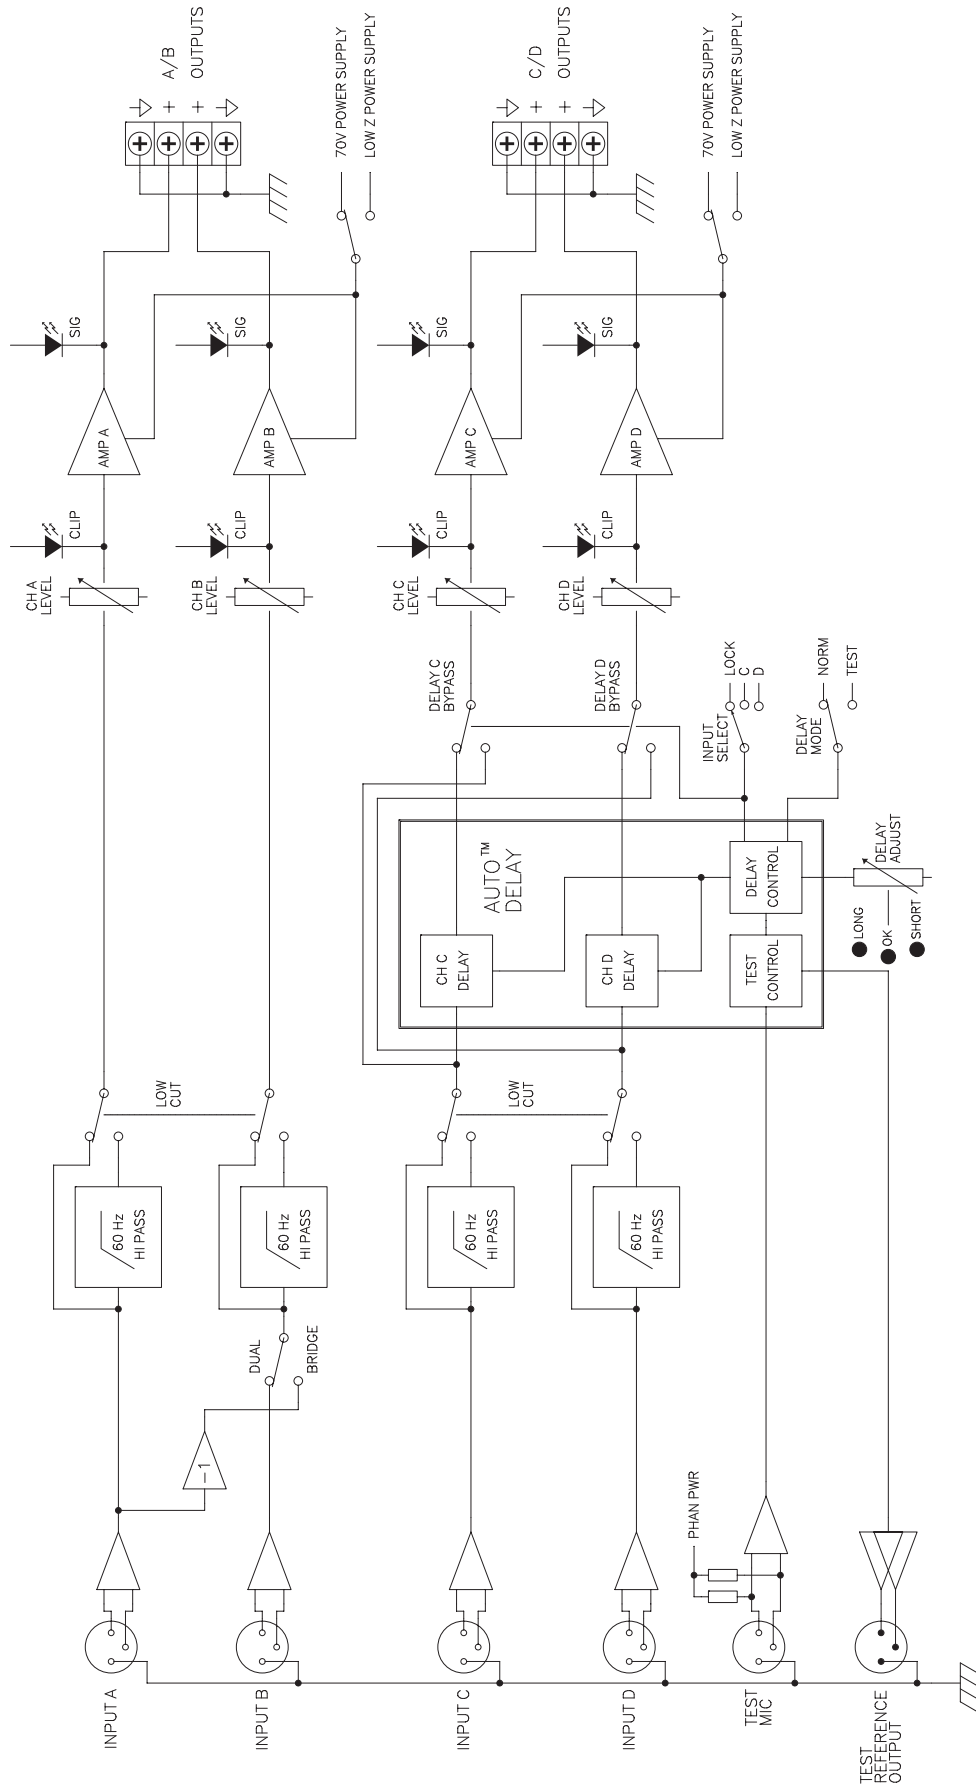 INPUT A
INPUT B
INPUT C
INPUT D
TEST
MIC
TEST
REFERENCE
OUTPUT
PHAN PWR
– 1
DUAL
BRIDGE
60 Hz
HI PASS
60 Hz
HI PASS
60 Hz
HI PASS
60 Hz
HI PASS
LOW
CUT
LOW
CUT
CH C
DELAY
CH D
DELAY
TEST
CONTROL
DELAY
CONTROL
AUTO™
DELAY
LONG
OK
SHORT
DELAY
ADJUST
DELAY C
BYPASS
DELAY D
BYPASS
INPUT
SELECT
LOCK
C
D
DELAY
MODE
NORM
TEST
CH A
LEVEL
CH B
LEVEL
CH C
LEVEL
CH D
LEVEL
CLIP
CLIP
CLIP
CLIP
AMP A
AMP B
AMP C
AMP D
SIG
SIG
SIG
SIG
+ A/B
+ OUTPUTS
70V POWER SUPPLY
LOW Z POWER SUPPLY
+ C/D
+ OUTPUTS
70V POWER SUPPLY
LOW Z POWER SUPPLY